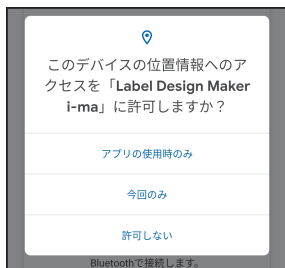 このデバイスの位置情報へのア
クセスを「Label Design Maker
i-ma」に許可しますか？
アプリの使用時のみ
今回のみ
許可しない
Bluetoothで接続します。